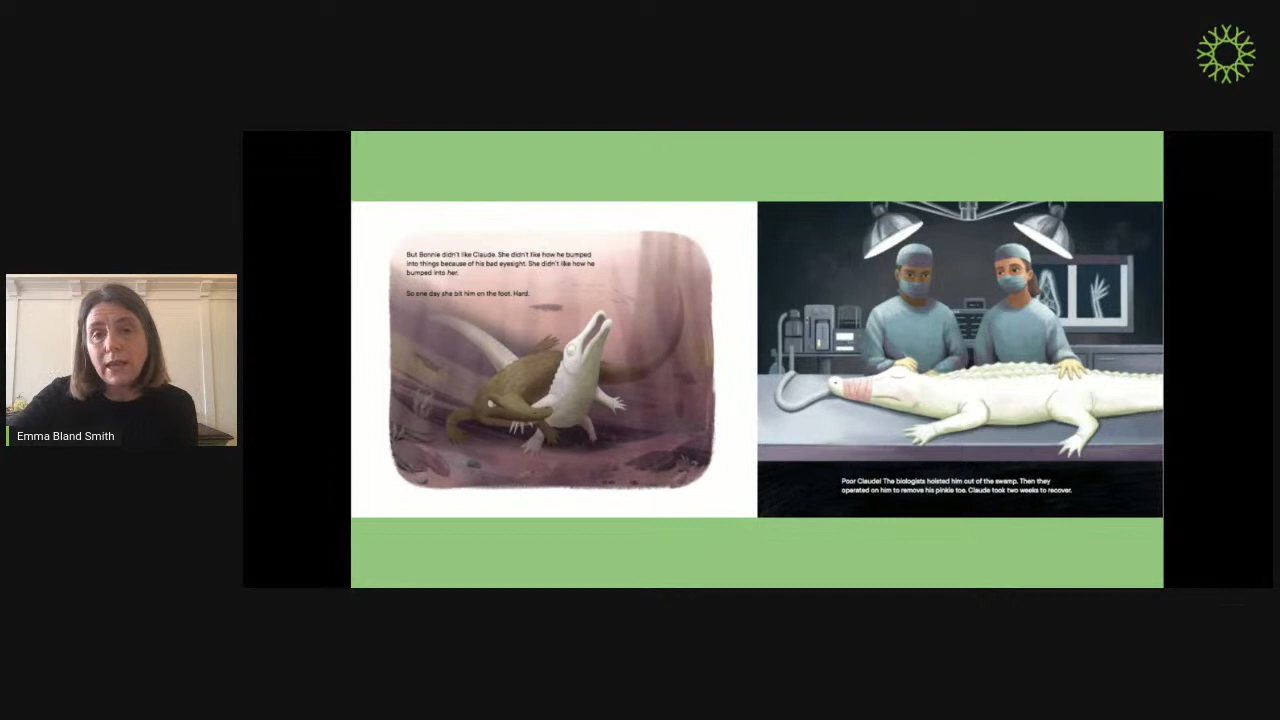 But Bonnie didn't like Claude. She didn't like how he bumped
into things because of his bad eyesight. She didn't like how he
bumped into her.
So one day she bit him on the foot. Hard.
Poor Claude! The biologists hoisted him out of the swamp. Then they
operated on him to remove his pinkie toe. Claude took two weeks to recover.
Emma Bland Smith